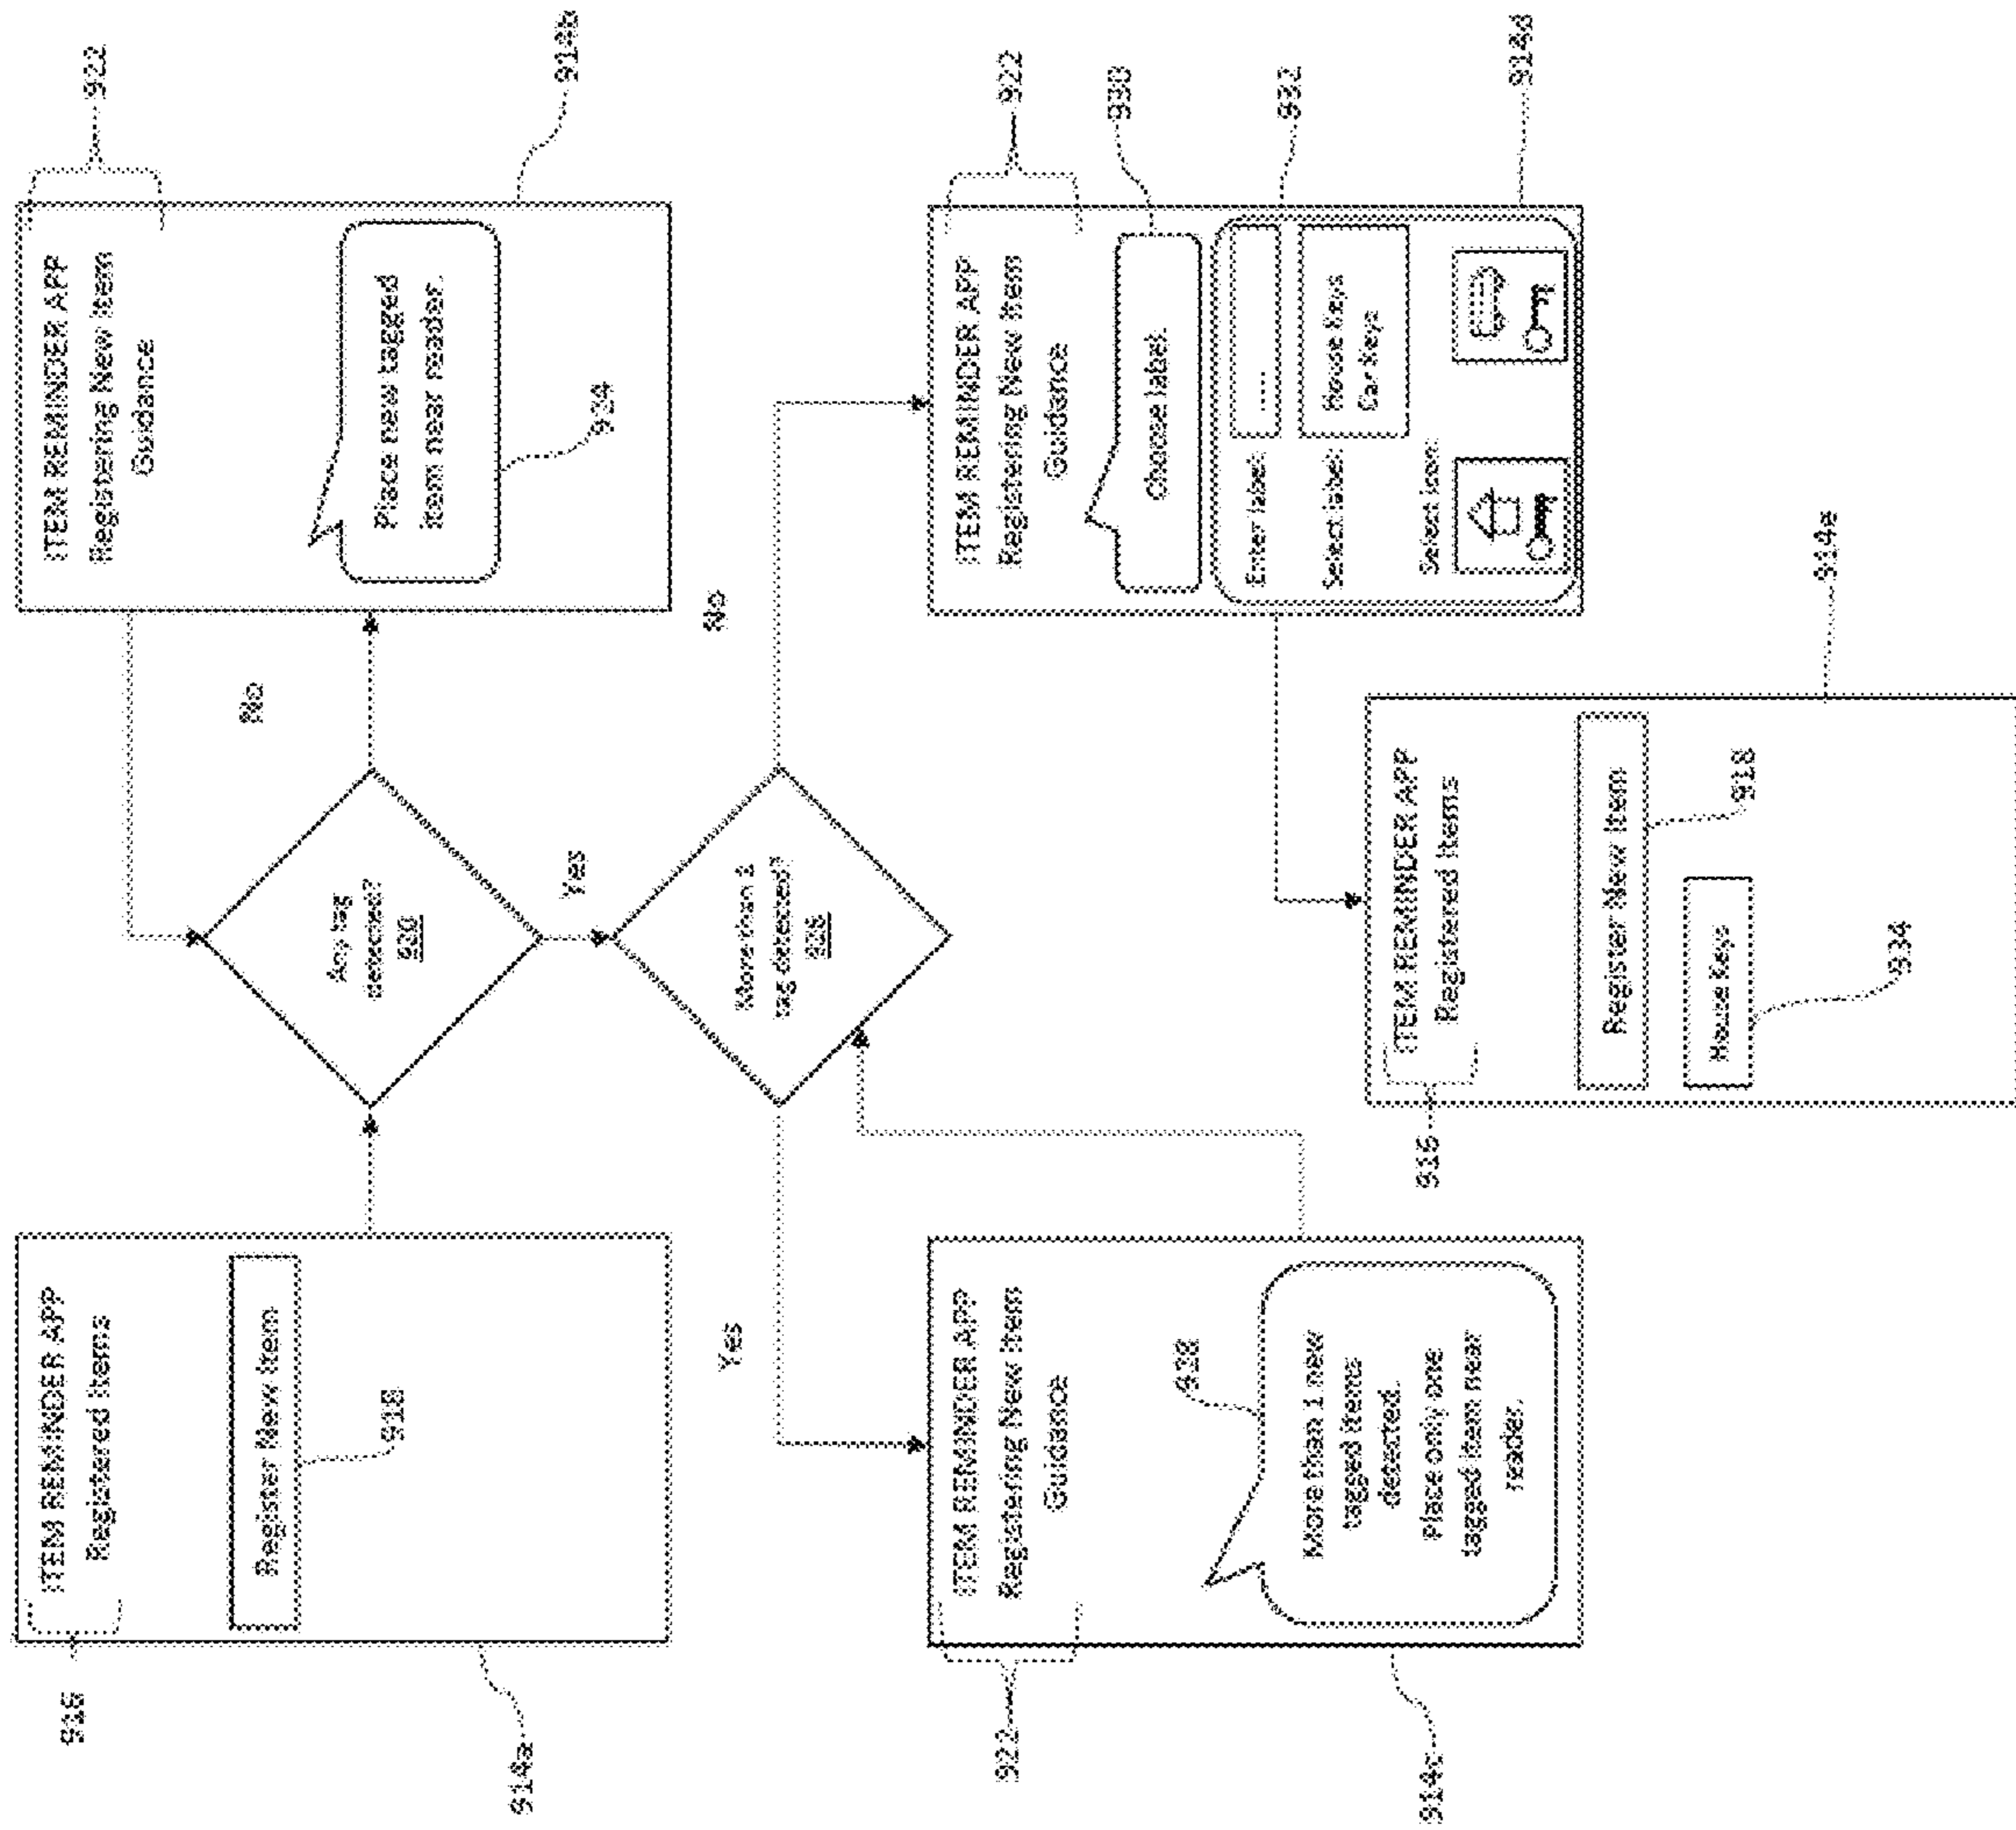 916
ITEM REMINDER APP
Registered Items
Register New Item
918
914a
Any tag
detected?
920
No
Yes
ITEM REMINDER APP
Registering New Item
Guidance
922
Place new tagged
item near reader.
924
914b
More than 1
tag detected?
926
Yes
No
922
ITEM REMINDER APP
Registering New Item
Guidance
928
More than 1 new
tagged items
detected.
Place only one
tagged item near
reader.
914c
ITEM REMINDER APP
Registering New Item
Guidance
922
Choose label.
930
Enter label: ....
Select label: House Keys
Car Keys
Select icon:
932
914d
916
ITEM REMINDER APP
Registered Items
Register New Item
918
House Keys
934
914e